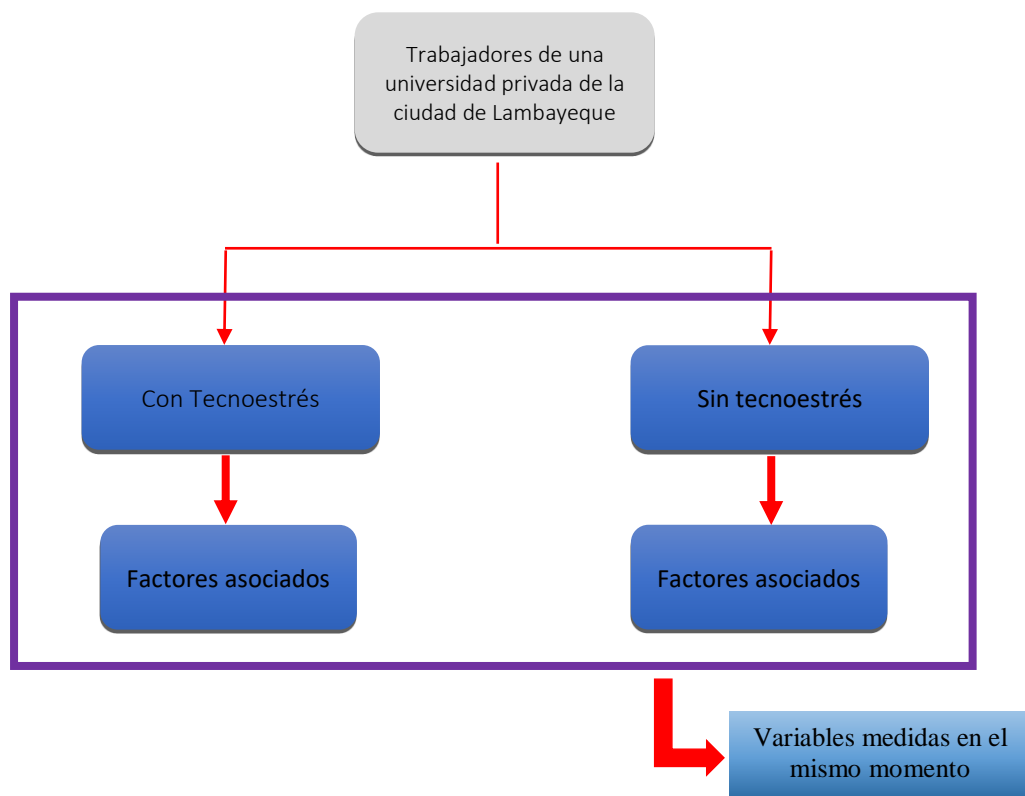 Trabajadores de una
universidad privada de la
ciudad de Lambayeque
Con Tecnoestrés
Sin tecnoestrés
Factores asociados
Factores asociados
Variables medidas en el
mismo momento